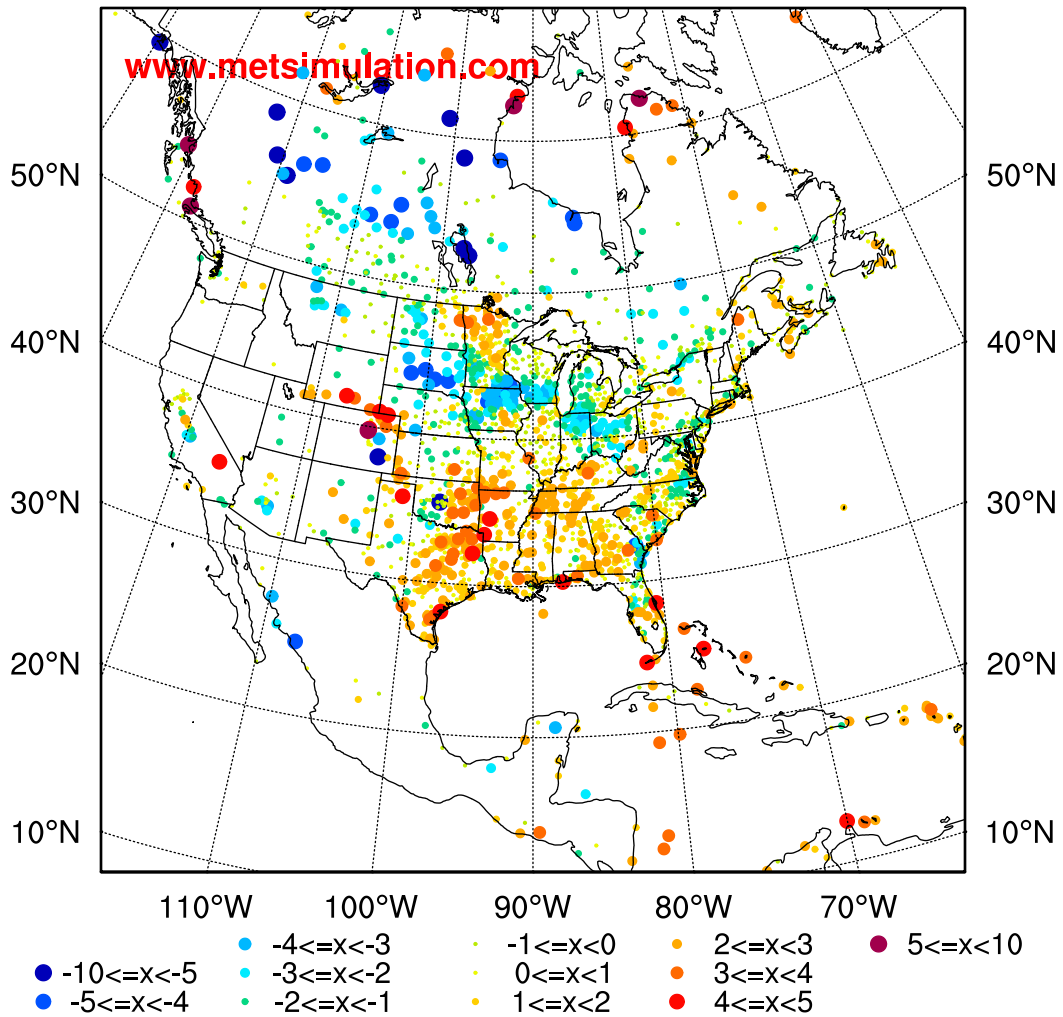 www.metsimulation.com
50°N 50°N
40°N 40°N
30°N 30°N
20°N 20°N
10°N 10°N
110°W 100°W 90°W 80°W 70°W
-4<=x<-3 -1<=x<0 2<=x<3 5<=x<10
-10<=x<-5 -3<=x<-2 0<=x<1 3<=x<4
-5<=x<-4 -2<=x<-1 1<=x<2 4<=x<5